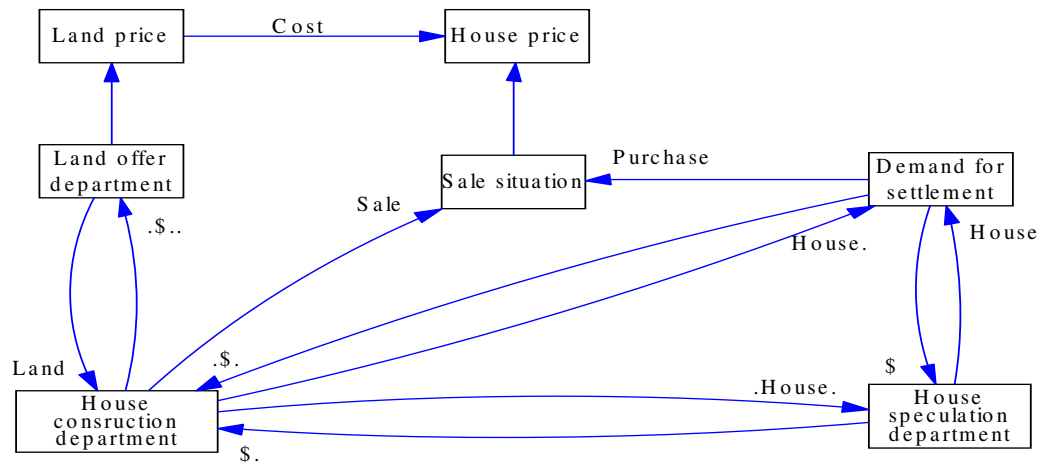 Land price
Cost
House price
Land offer
department
Purchase
Demand for
settlement
Sale situation
Sale
.$..
House.
House
Land
.$.
$
.House.
House
consruction
department
House
speculation
department
$.